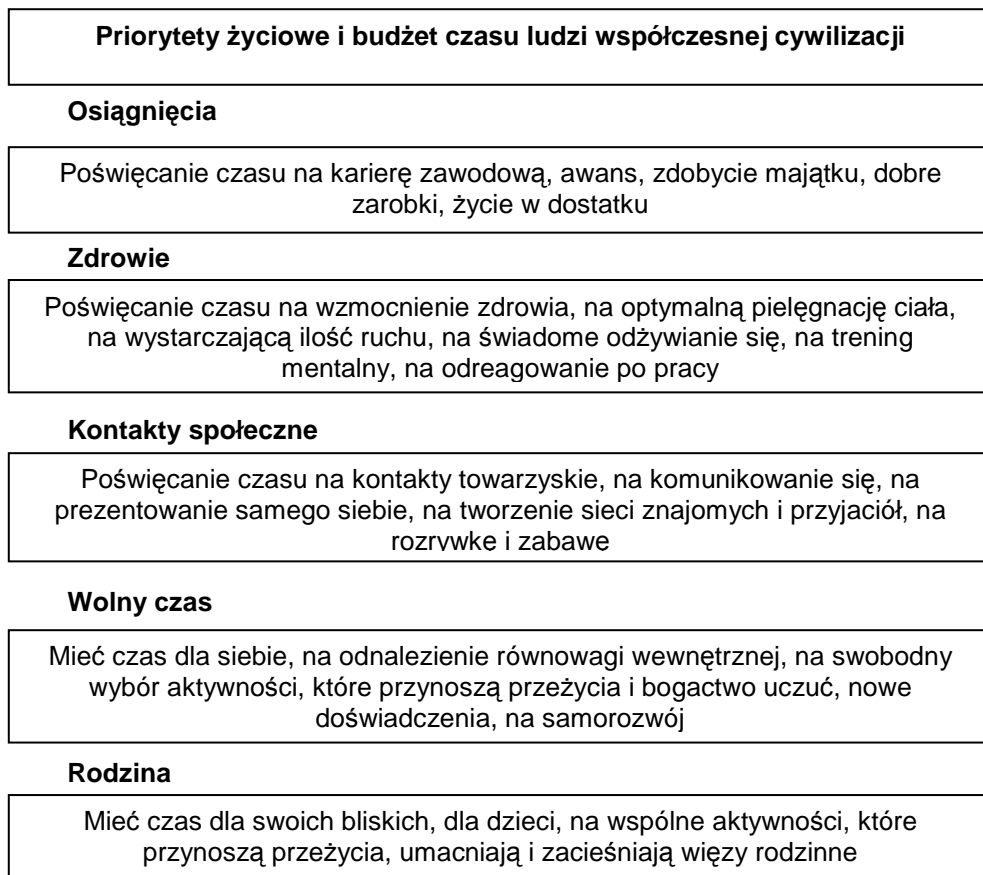 Priorytety życiowe i budżet czasu ludzi współczesnej cywilizacji
Osiągnięcia
Poświęcanie czasu na karierę zawodową, awans, zdobycie majątku, dobre
zarobki, życie w dostatku
Zdrowie
Poświęcanie czasu na wzmocnienie zdrowia, na optymalną pielęgnację ciała,
na wystarczającą ilość ruchu, na świadome odżywianie się, na trening
mentalny, na odreagowanie po pracy
Kontakty społeczne
Poświęcanie czasu na kontakty towarzyskie, na komunikowanie się, na
prezentowanie samego siebie, na tworzenie sieci znajomych i przyjaciół, na
rozrywkę i zabawę
Wolny czas
Mieć czas dla siebie, na odnalezienie równowagi wewnętrznej, na swobodny
wybór aktywności, które przynoszą przeżycia i bogactwo uczuć, nowe
doświadczenia, na samorozwój
Rodzina
Mieć czas dla swoich bliskich, dla dzieci, na wspólne aktywności, które
przynoszą przeżycia, umacniają i zacieśniają więzy rodzinne